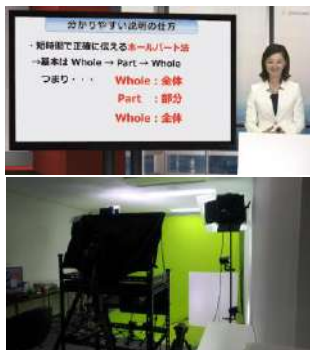 分かりやすい説明の仕方
・短時間で正確に伝えるホールパート法
→基本は Whole → Part → Whole
つまり・・・ Whole：全体
Part ：部分
Whole：全体